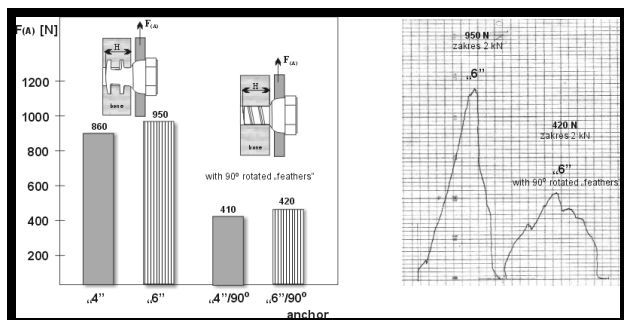 F(A) [N]
1200
1000
800
600
400
200
860
950
410
420
H
F(A)
base
H
F(A)
base
with 90º rotated „feathers”
„4”
„6”
„4”/90º
„6”/90º
anchor
950 N
zakres 2 kN
„6”
420 N
zakres 2 kN
„6”
with 90º rotated „feathers”